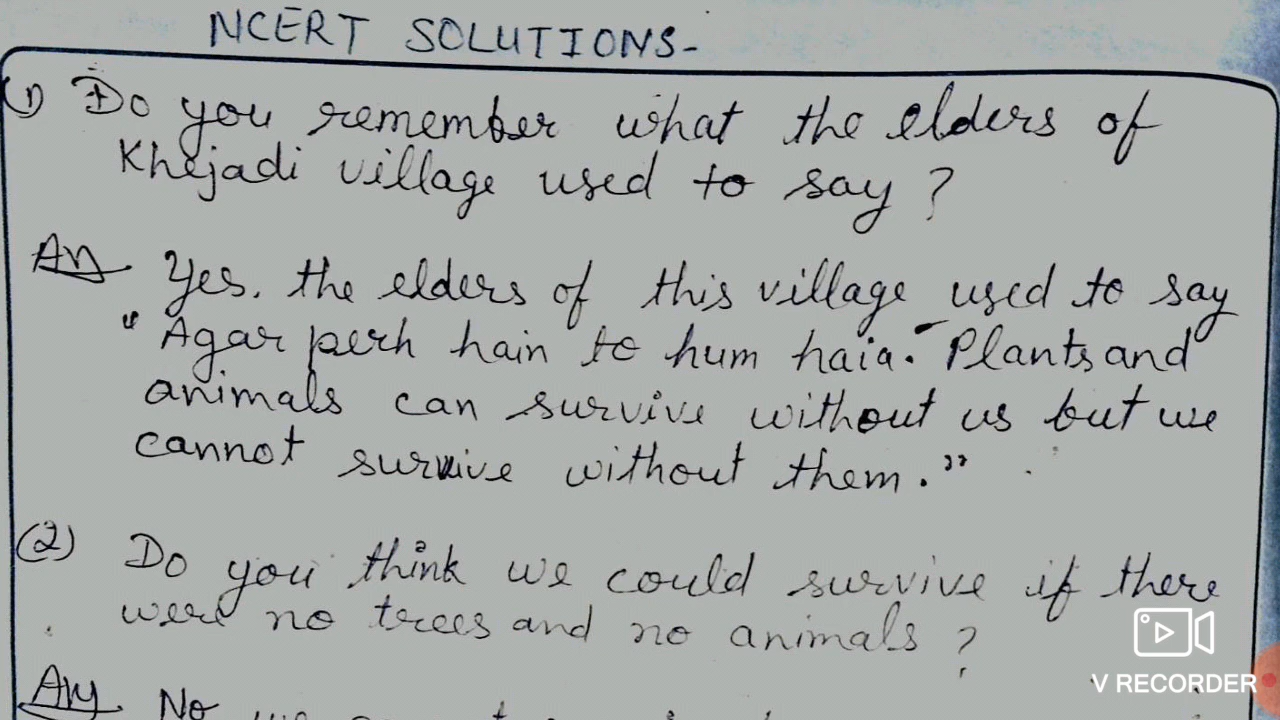 NCERT SOLUTIONS-
(1) Do you remember what the elders of
Khejadi village used to say?
Ans Yes. the elders of this village used to say
"Agar perh hain to hum hain. Plants and
animals can survive without us but we
cannot survive without them."
(2) Do you think we could survive if there
were no trees and no animals?
Ans No
V RECORDER